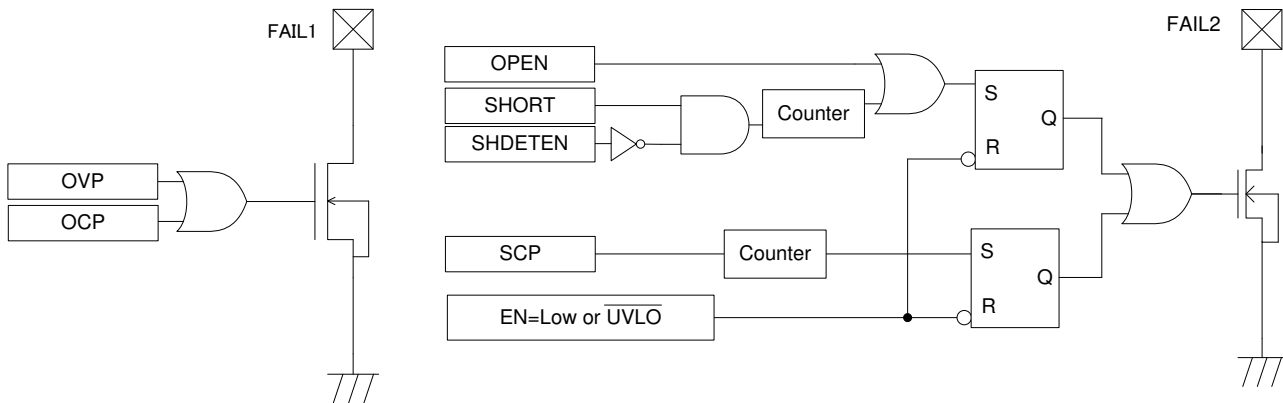 FAIL1
OVP
OCP
FAIL2
OPEN
SHORT
SHDETEN
Counter
S
R
Q
SCP
Counter
S
R
Q
EN=Low or UVLO